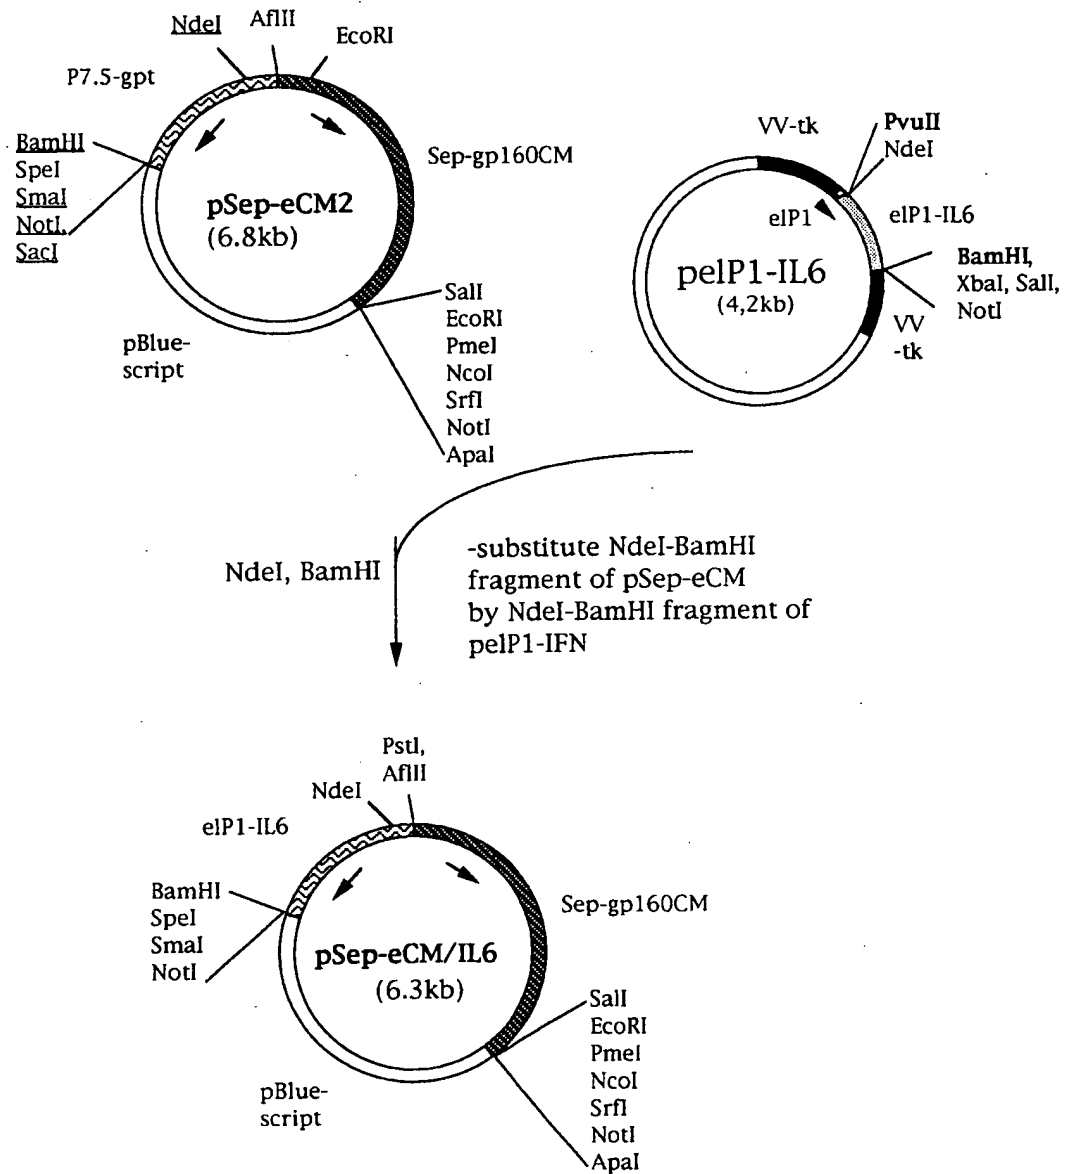 NdeI
AflII
EcoRI
P7.5-gpt
BamHI
SpeI
SmaI
NotI,
SacI
pSep-eCM2
(6.8kb)
Sep-gp160CM
SalI
EcoRI
PmeI
NcoI
SrfI
NotI
ApaI
pBlue-
script
VV-tk
PvuII
NdeI
elP1
elP1-IL6
pelP1-IL6
(4,2kb)
BamHI,
XbaI, SalI,
NotI
VV
-tk
NdeI, BamHI
-substitute NdeI-BamHI
fragment of pSep-eCM
by NdeI-BamHI fragment of
pelP1-IFN
PstI,
AflII
NdeI
elP1-IL6
BamHI
SpeI
SmaI
NotI
pSep-eCM/IL6
(6.3kb)
Sep-gp160CM
SalI
EcoRI
PmeI
NcoI
SrfI
NotI
ApaI
pBlue-
script